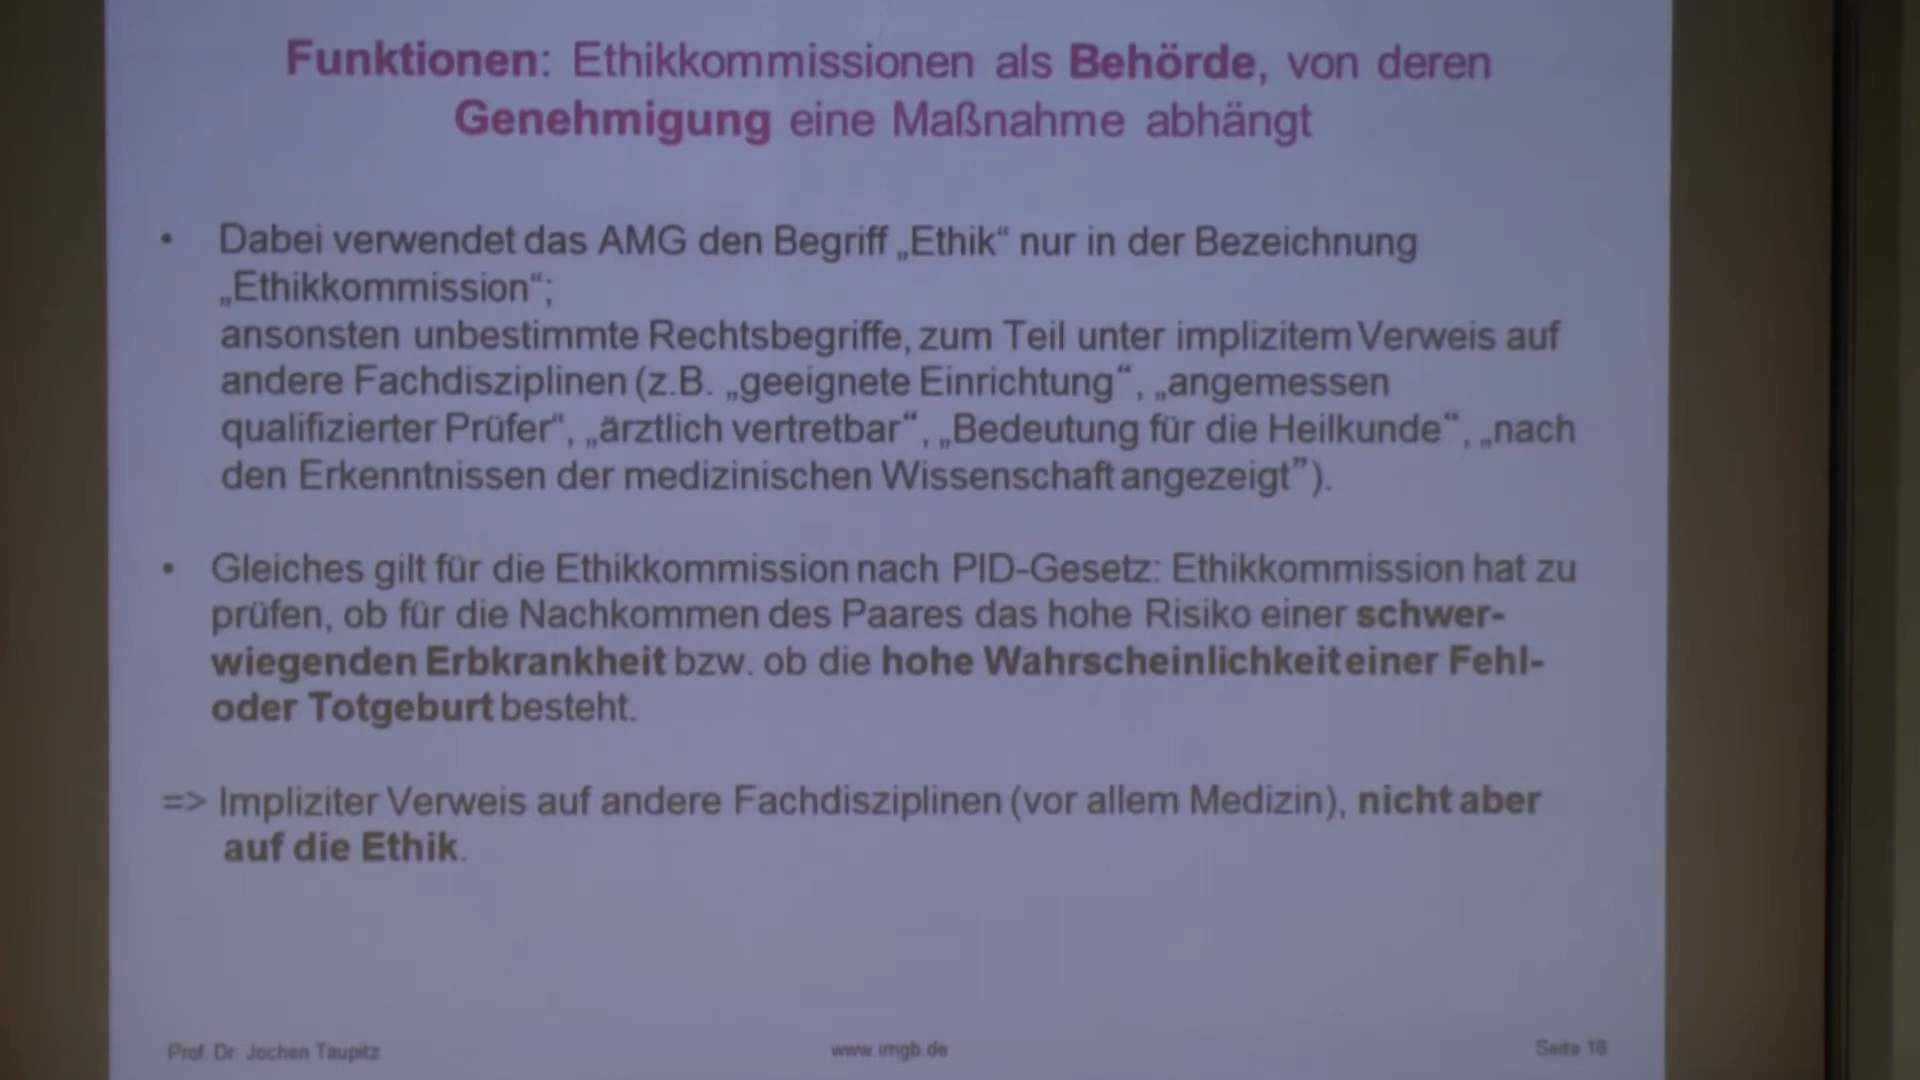 Funktionen: Ethikkommissionen als Behörde, von deren
Genehmigung eine Maßnahme abhängt
• Dabei verwendet das AMG den Begriff „Ethik“ nur in der Bezeichnung
„Ethikkommission“;
ansonsten unbestimmte Rechtsbegriffe, zum Teil unter implizitem Verweis auf
andere Fachdisziplinen (z.B. „geeignete Einrichtung“, „angemessen
qualifizierter Prüfer“, „ärztlich vertretbar“, „Bedeutung für die Heilkunde“, „nach
den Erkenntnissen der medizinischen Wissenschaft angezeigt”).
• Gleiches gilt für die Ethikkommission nach PID-Gesetz: Ethikkommission hat zu
prüfen, ob für die Nachkommen des Paares das hohe Risiko einer schwer-
wiegenden Erbkrankheit bzw. ob die hohe Wahrscheinlichkeit einer Fehl-
oder Totgeburt besteht.
=> Impliziter Verweis auf andere Fachdisziplinen (vor allem Medizin), nicht aber
auf die Ethik.
Prof. Dr. Jochen Taupitz
www.imgb.de
Seite 18